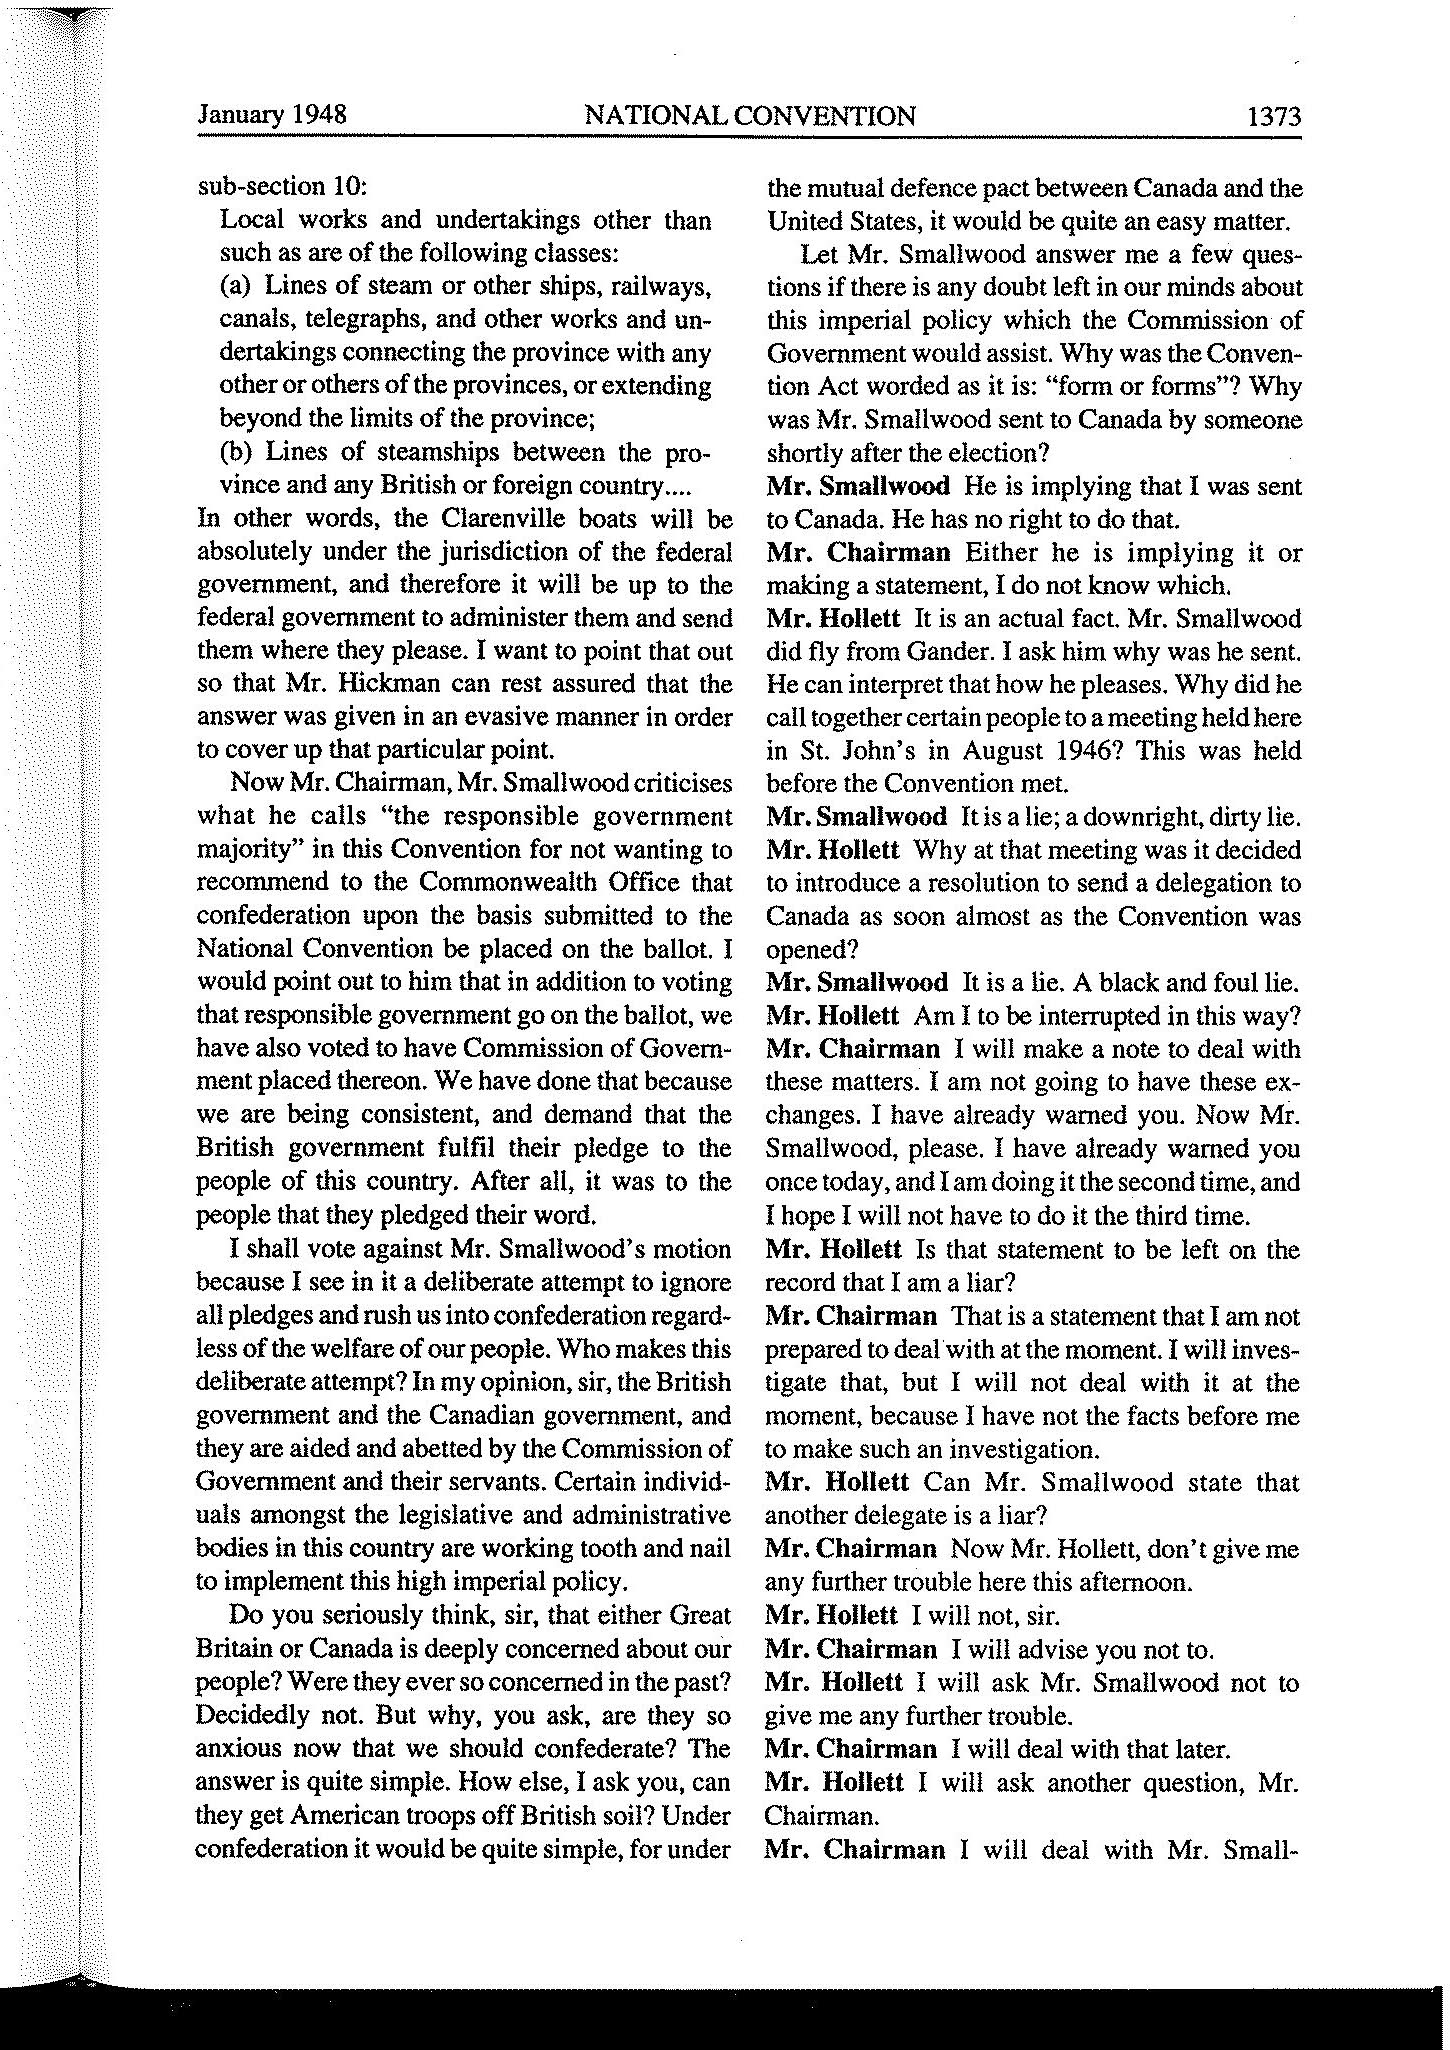 January 1948
NATIONAL CONVENTION
1373
sub-section 10:
Local works and undertakings other than
such as are of the following classes:
(a) Lines of steam or other ships, railways,
canals, telegraphs, and other works and un-
dertakings connecting the province with any
other or others of the provinces, or extending
beyond the limits of the province;
(b) Lines of steamships between the pro-
vince and any British or foreign country....
In other words, the Clarenville boats will be
absolutely under the jurisdiction of the federal
government, and therefore it will be up to the
federal government to administer them and send
them where they please. I want to point that out
so that Mr. Hickman can rest assured that the
answer was given in an evasive manner in order
to cover up that particular point.
Now Mr. Chairman, Mr. Smallwood criticises
what he calls “the responsible government
majority” in this Convention for not wanting to
recommend to the Commonwealth Office that
confederation upon the basis submitted to the
National Convention be placed on the ballot. I
would point out to him that in addition to voting
that responsible government go on the ballot, we
have also voted to have Commission of Govern-
ment placed thereon. We have done that because
we are being consistent, and demand that the
British government fulfil their pledge to the
people of this country. After all, it was to the
people that they pledged their word.
I shall vote against Mr. Smallwood's motion
because I see in it a deliberate attempt to ignore
all pledges and rush us into confederation regard-
less of the welfare of our people. Who makes this
deliberate attempt? In my opinion, sir, the British
government and the Canadian government, and
they are aided and abetted by the Commission of
Government and their servants. Certain individ-
uals amongst the legislative and administrative
bodies in this country are working tooth and nail
to implement this high imperial policy.
Do you seriously think, sir, that either Great
Britain or Canada is deeply concerned about our
people? Were they ever so concerned in the past?
Decidedly not. But why, you ask, are they so
anxious now that we should confederate? The
answer is quite simple. How else, I ask you, can
they get American troops off British soil? Under
confederation it would be quite simple, for under
the mutual defence pact between Canada and the
United States, it would be quite an easy matter.
Let Mr. Smallwood answer me a few ques-
tions if there is any doubt left in our minds about
this imperial policy which the Commission of
Government would assist. Why was the Conven-
tion Act worded as it is: “form or forms”? Why
was Mr. Smallwood sent to Canada by someone
shortly after the election?
Mr. Smallwood He is implying that I was sent
to Canada. He has no right to do that.
Mr. Chairman Either he is implying it or
making a statement, I do not know which.
Mr. Hollett It is an actual fact. Mr. Smallwood
did fly from Gander. I ask him why was he sent.
He can interpret that how he pleases. Why did he
call together certain people to a meeting held here
in St. John's in August 1946? This was held
before the Convention met.
Mr. Smallwood It is a lie; a downright, dirty lie.
Mr. Hollett Why at that meeting was it decided
to introduce a resolution to send a delegation to
Canada as soon almost as the Convention was
opened?
Mr. Smallwood It is a lie. A black and foul lie.
Mr. Hollett Am I to be interrupted in this way?
Mr. Chairman I will make a note to deal with
these matters. I am not going to have these ex-
changes. I have already warned you. Now Mr.
Smallwood, please. I have already warned you
once today, and I am doing it the second time, and
I hope I will not have to do it the third time.
Mr. Hollett Is that statement to be left on the
record that I am a liar?
Mr. Chairman That is a statement that I am not
prepared to deal with at the moment. I will inves-
tigate that, but I will not deal with it at the
moment, because I have not the facts before me
to make such an investigation.
Mr. Hollett Can Mr. Smallwood state that
another delegate is a liar?
Mr. Chairman Now Mr. Hollett, don't give me
any further trouble here this afternoon.
Mr. Hollett I will not, sir.
Mr. Chairman I will advise you not to.
Mr. Hollett I will ask Mr. Smallwood not to
give me any further trouble.
Mr. Chairman I will deal with that later.
Mr. Hollett I will ask another question, Mr.
Chairman.
Mr. Chairman I will deal with Mr. Small-